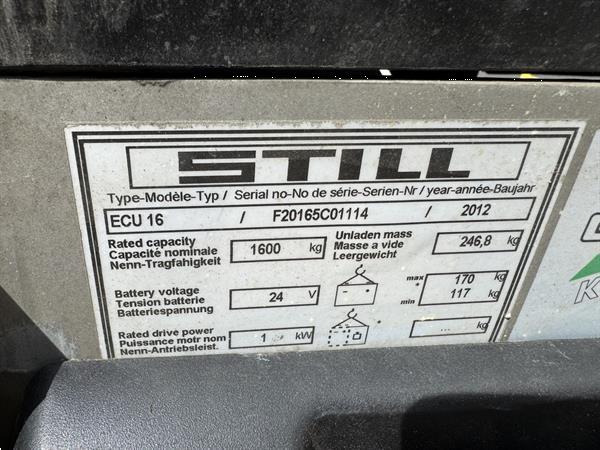 STILL
Type-Modèle-Typ / Serial no-No de série-Serien-Nr / year-année-Baujahr
ECU 16 / F20165C01114 / 2012
Rated capacity
Capacité nominale
Nenn-Tragfähigkeit
1600 kg
Unladen mass
Masse a vide
Leergewicht
246,8 kg
Battery voltage
Tension batterie
Batteriespannung
24 V
max 170 kg
min 117 kg
Rated drive power
Puissance motr nom
Nenn-Antriebsleist.
1 kW
... kg